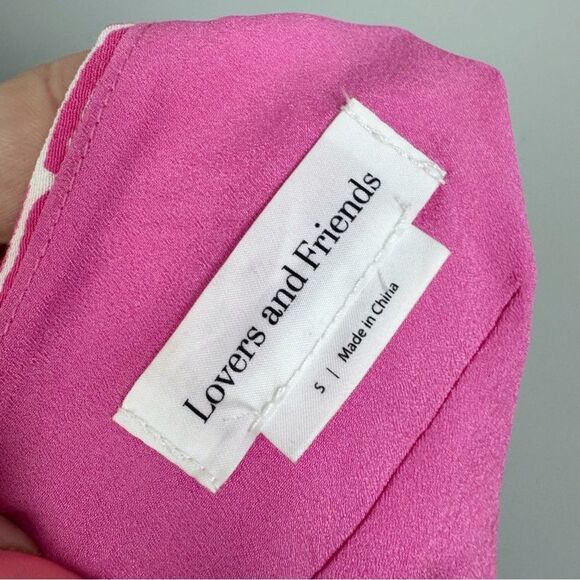 Lovers and Friends
S | Made in China